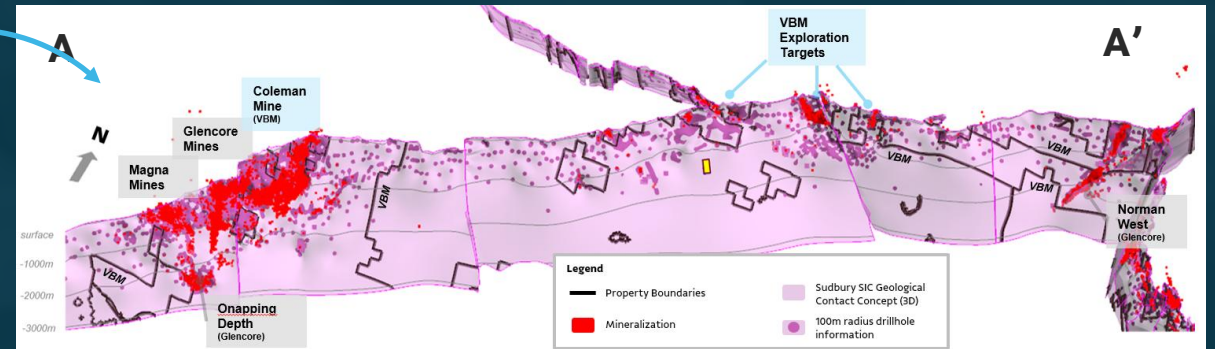 A
A’
VBM
Exploration
Targets
Coleman
Mine
(VBM)
Glencore
Mines
Magna
Mines
N
VBM
VBM
VBM
VBM
VBM
Norman
West
(Glencore)
surface
-1000m
-2000m
-3000m
Onapping
Depth
(Glencore)
Legend
Property Boundaries
Mineralization
Sudbury SIC Geological
Contact Concept (3D)
100m radius drillhole
information